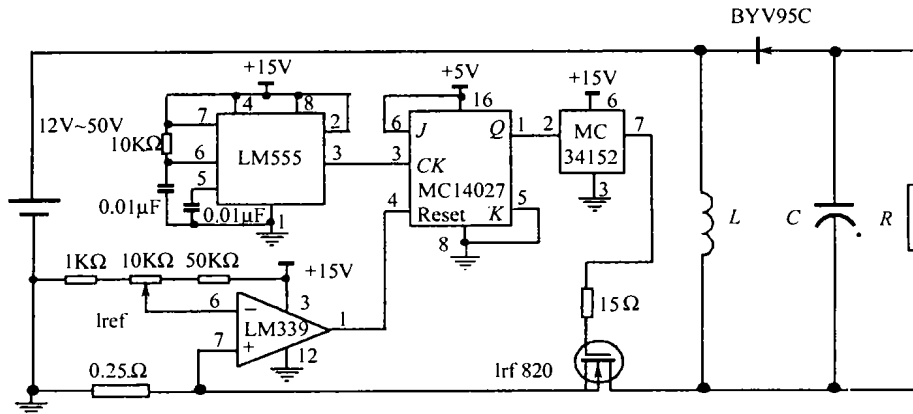 BYV95C
+15V
+5V
+15V
4
8
16
6
12V~50V
7
2
6
J
Q
1
2
MC
34152
7
10KΩ
LM555
6
3
3
CK
5
MC14027
3
0.01μF
0.01μF
1
4
Reset
K
5
8
L
C
R
1KΩ
10KΩ
50KΩ
+15V
6
−
3
Iref
LM339
1
15Ω
7
+
12
0.25Ω
Irf 820